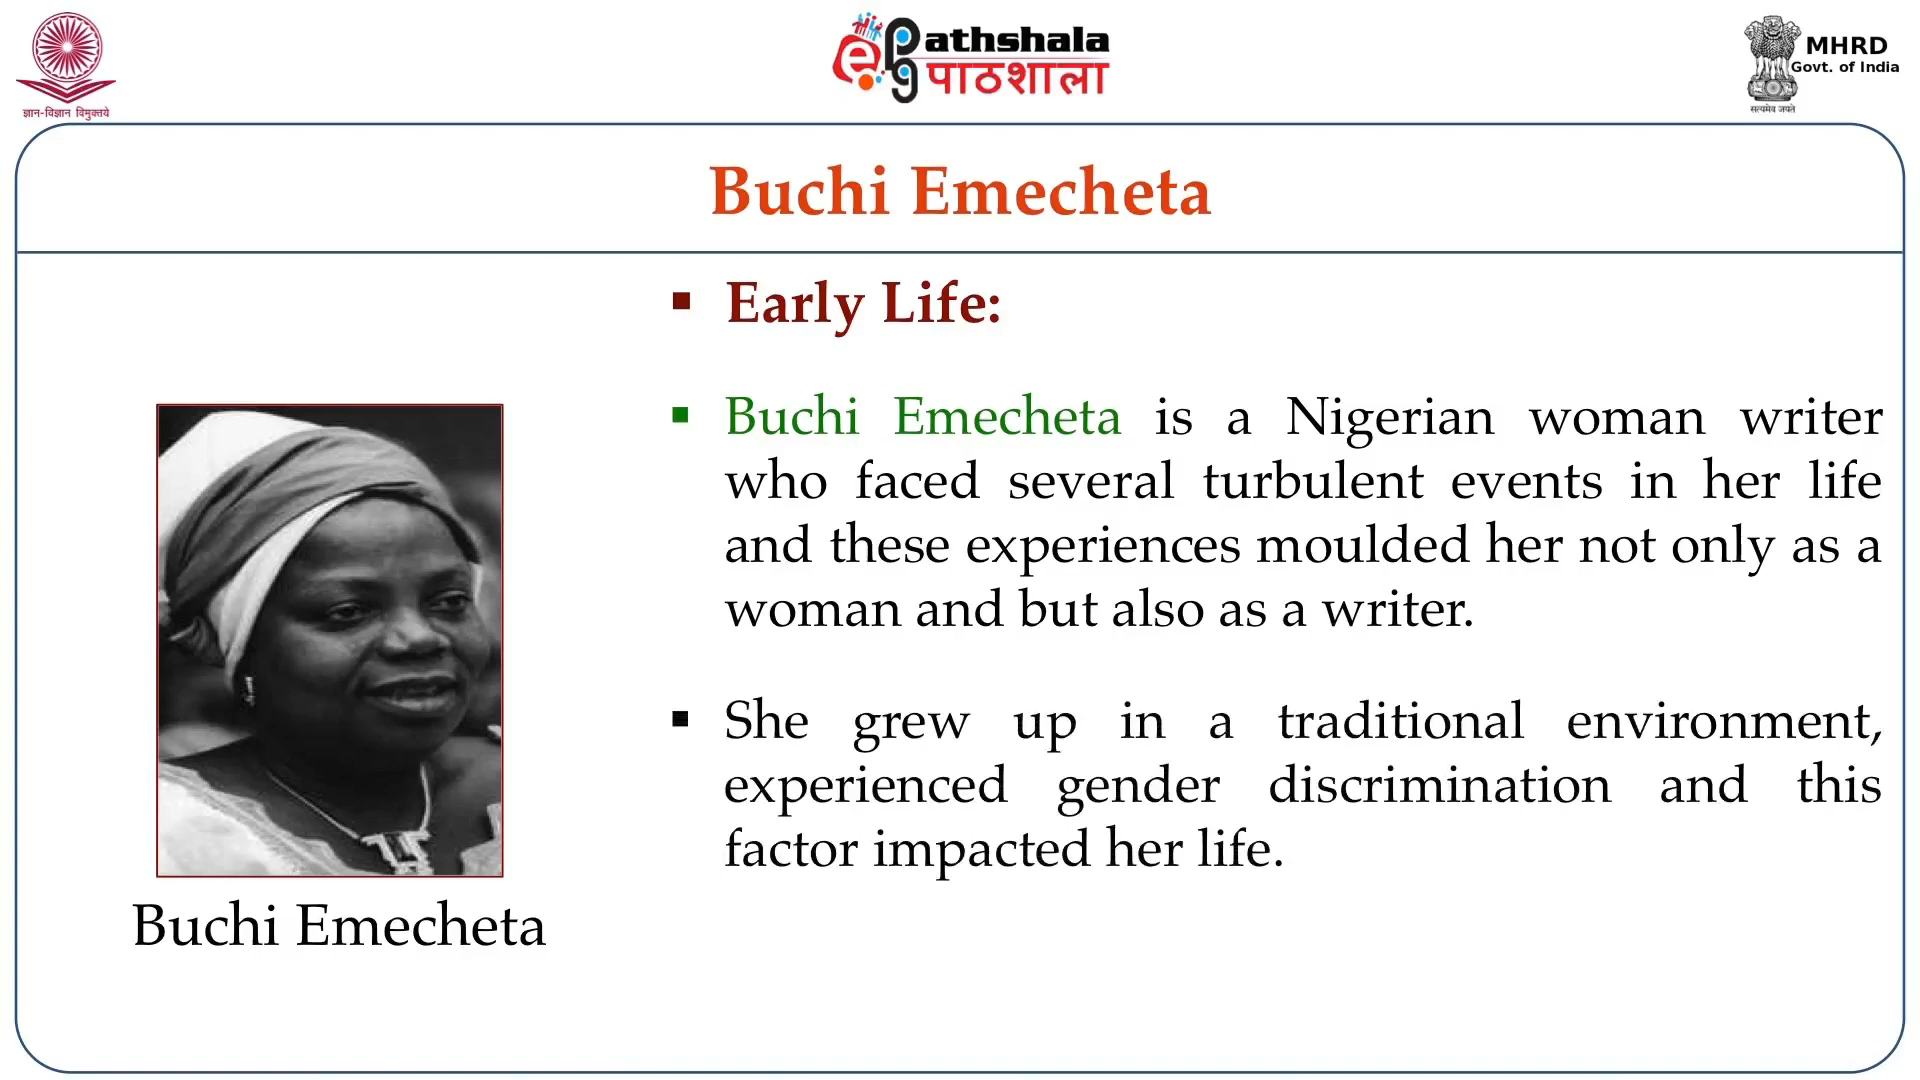 ज्ञान-विज्ञान विमुक्तये
ePathshala
पाठशाला
MHRD
Govt. of India
सत्यमेव जयते
Buchi Emecheta
Early Life:
Buchi Emecheta is a Nigerian woman writer
who faced several turbulent events in her life
and these experiences moulded her not only as a
woman and but also as a writer.
She grew up in a traditional environment,
experienced gender discrimination and this
factor impacted her life.
Buchi Emecheta